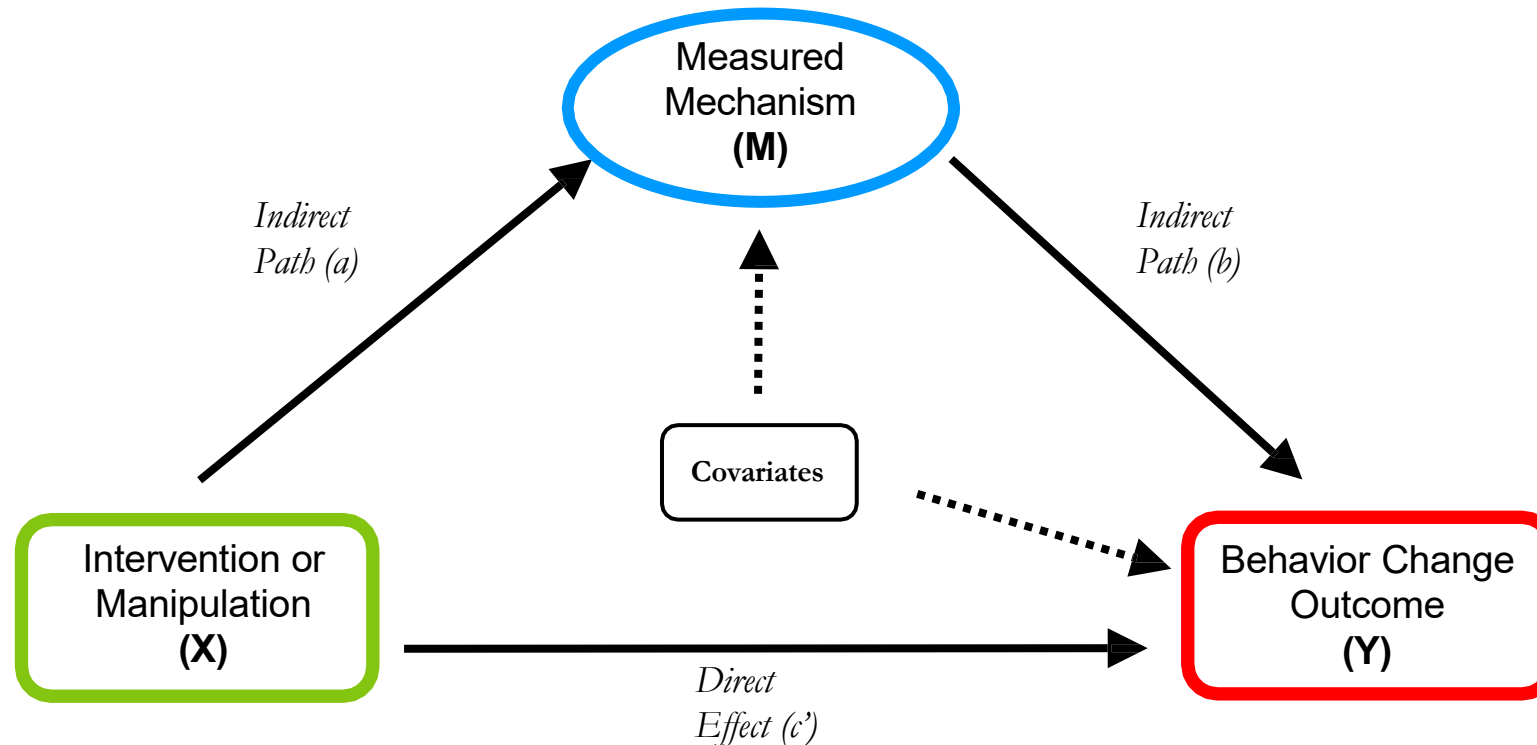 Measured
Mechanism
(M)
Indirect
Path (a)
Indirect
Path (b)
Covariates
Intervention or
Manipulation
(X)
Behavior Change
Outcome
(Y)
Direct
Effect (c’)